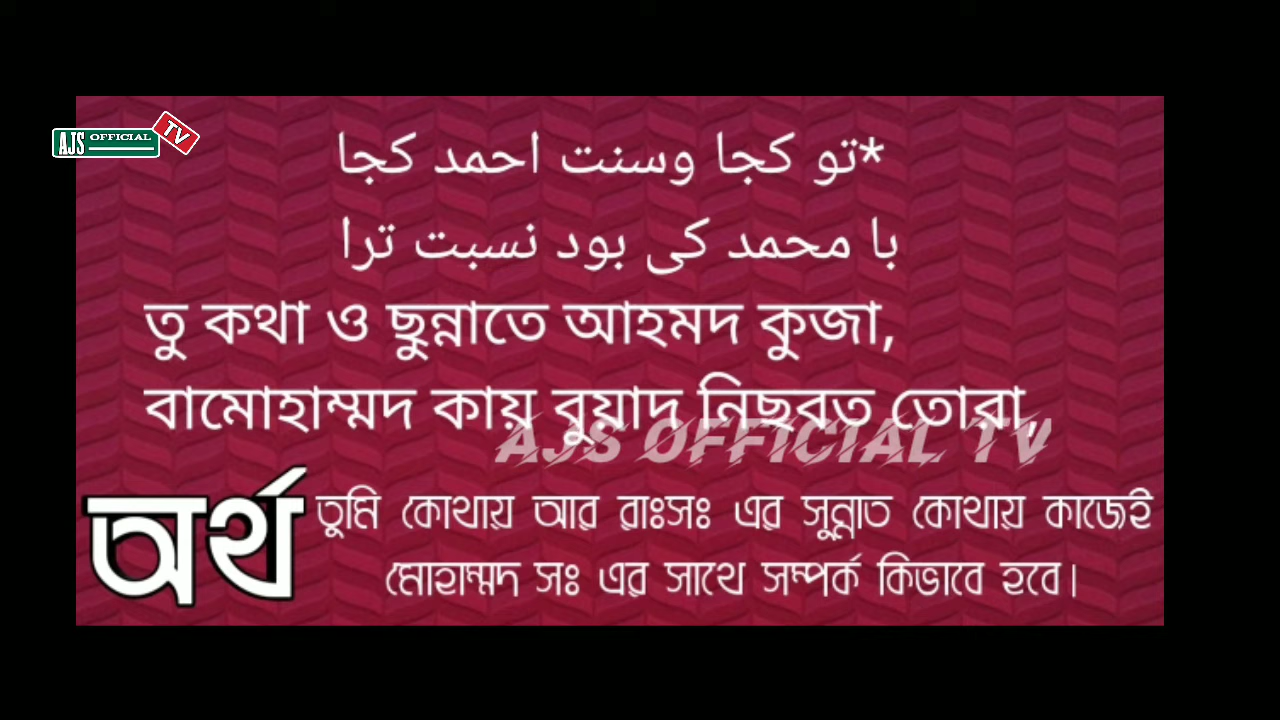 AJS OFFICIAL TV
*تو کجا وسنت احمد کجا
با محمد کی بود نسبت ترا
তু কথা ও ছুন্নাতে আহমদ কুজা,
বামোহাম্মদ কায় বুয়াদ নিছবত তোরা,
AJS OFFICIAL TV
অর্থ তুমি কোথায় আর রাঃসঃ এর সুন্নাত কোথায় কাজেই
মোহাম্মদ সঃ এর সাথে সম্পর্ক কিভাবে হবে।